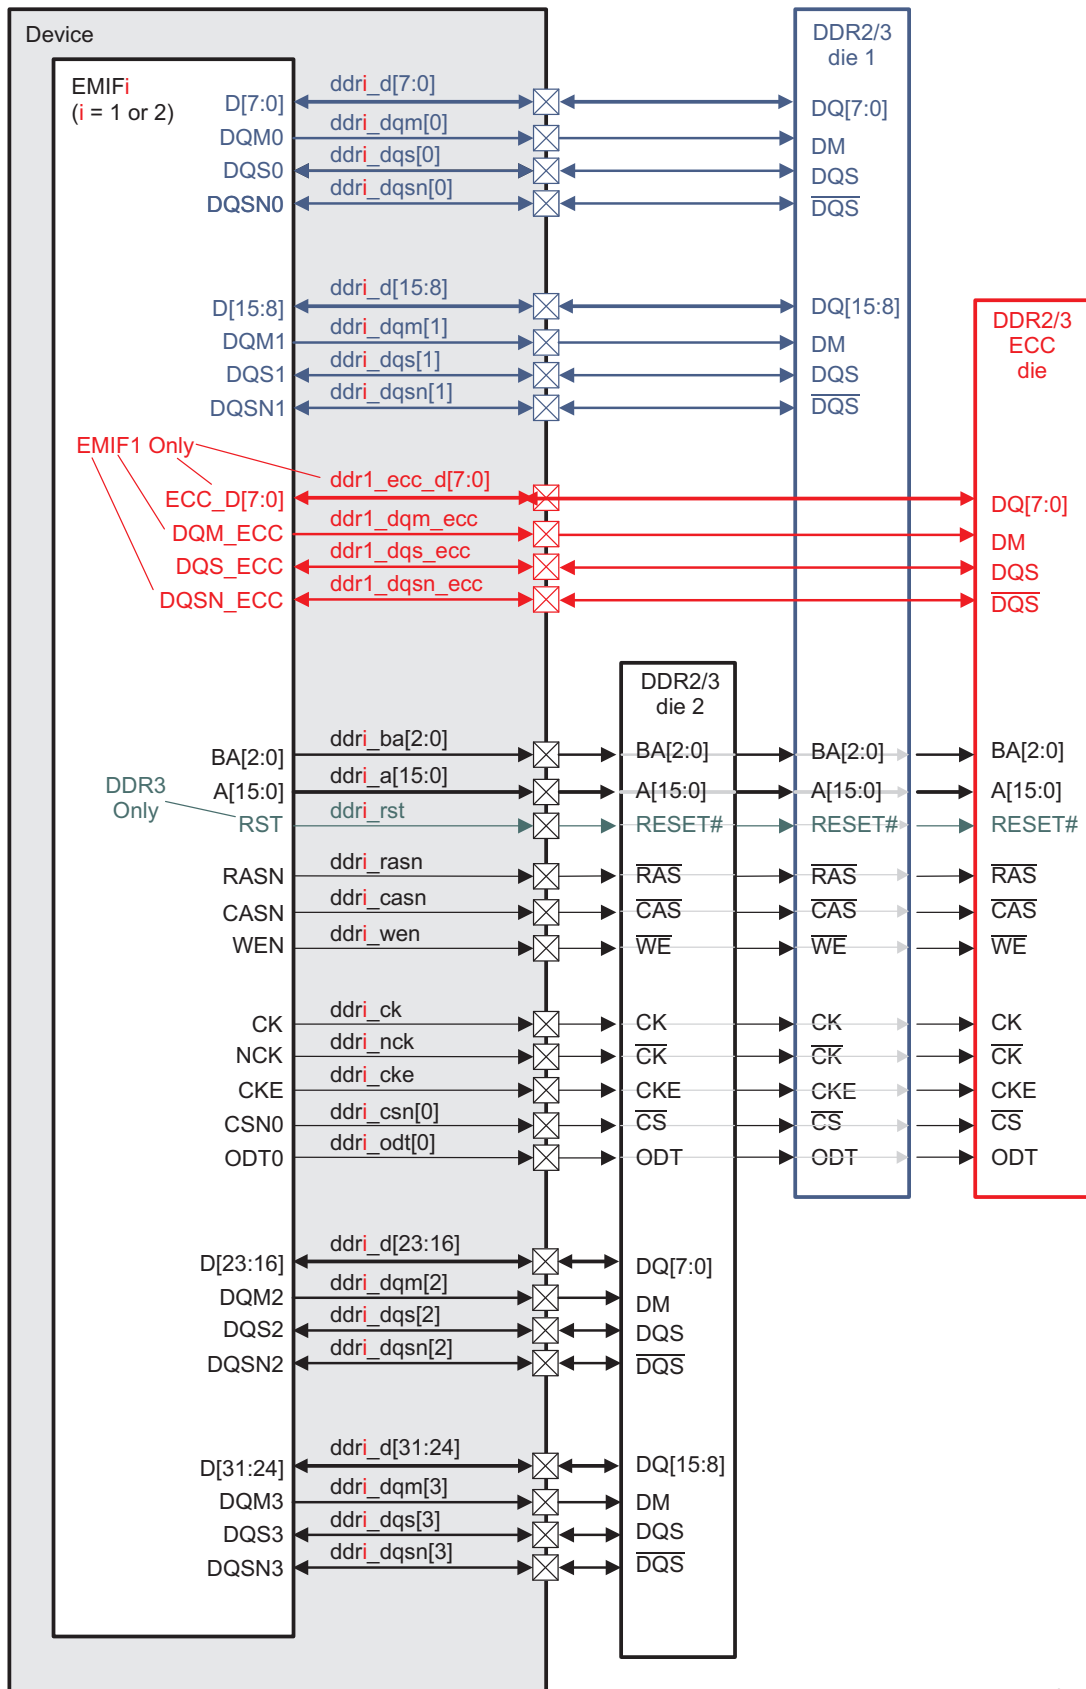 Device
EMIFi
(i = 1 or 2)
DDR2/3
die 1
D[7:0] ddri_d[7:0] DQ[7:0]
DQM0 ddri_dqm[0] DM
DQS0 ddri_dqs[0] DQS
DQSN0 ddri_dqsn[0] DQS
D[15:8] ddri_d[15:8] DQ[15:8]
DQM1 ddri_dqm[1] DM
DQS1 ddri_dqs[1] DQS
DQSN1 ddri_dqsn[1] DQS
DDR2/3
ECC
die
EMIF1 Only
ECC_D[7:0] ddr1_ecc_d[7:0] DQ[7:0]
DQM_ECC ddr1_dqm_ecc DM
DQS_ECC ddr1_dqs_ecc DQS
DQSN_ECC ddr1_dqsn_ecc DQS
DDR2/3
die 2
BA[2:0] ddri_ba[2:0] BA[2:0] BA[2:0] BA[2:0]
A[15:0] ddri_a[15:0] A[15:0] A[15:0] A[15:0]
DDR3
Only
RST ddri_rst RESET# RESET# RESET#
RASN ddri_rasn RAS RAS RAS
CASN ddri_casn CAS CAS CAS
WEN ddri_wen WE WE WE
CK ddri_ck CK CK CK
NCK ddri_nck CK CK CK
CKE ddri_cke CKE CKE CKE
CSN0 ddri_csn[0] CS CS CS
ODT0 ddri_odt[0] ODT ODT ODT
D[23:16] ddri_d[23:16] DQ[7:0]
DQM2 ddri_dqm[2] DM
DQS2 ddri_dqs[2] DQS
DQSN2 ddri_dqsn[2] DQS
D[31:24] ddri_d[31:24] DQ[15:8]
DQM3 ddri_dqm[3] DM
DQS3 ddri_dqs[3] DQS
DQSN3 ddri_dqsn[3] DQS